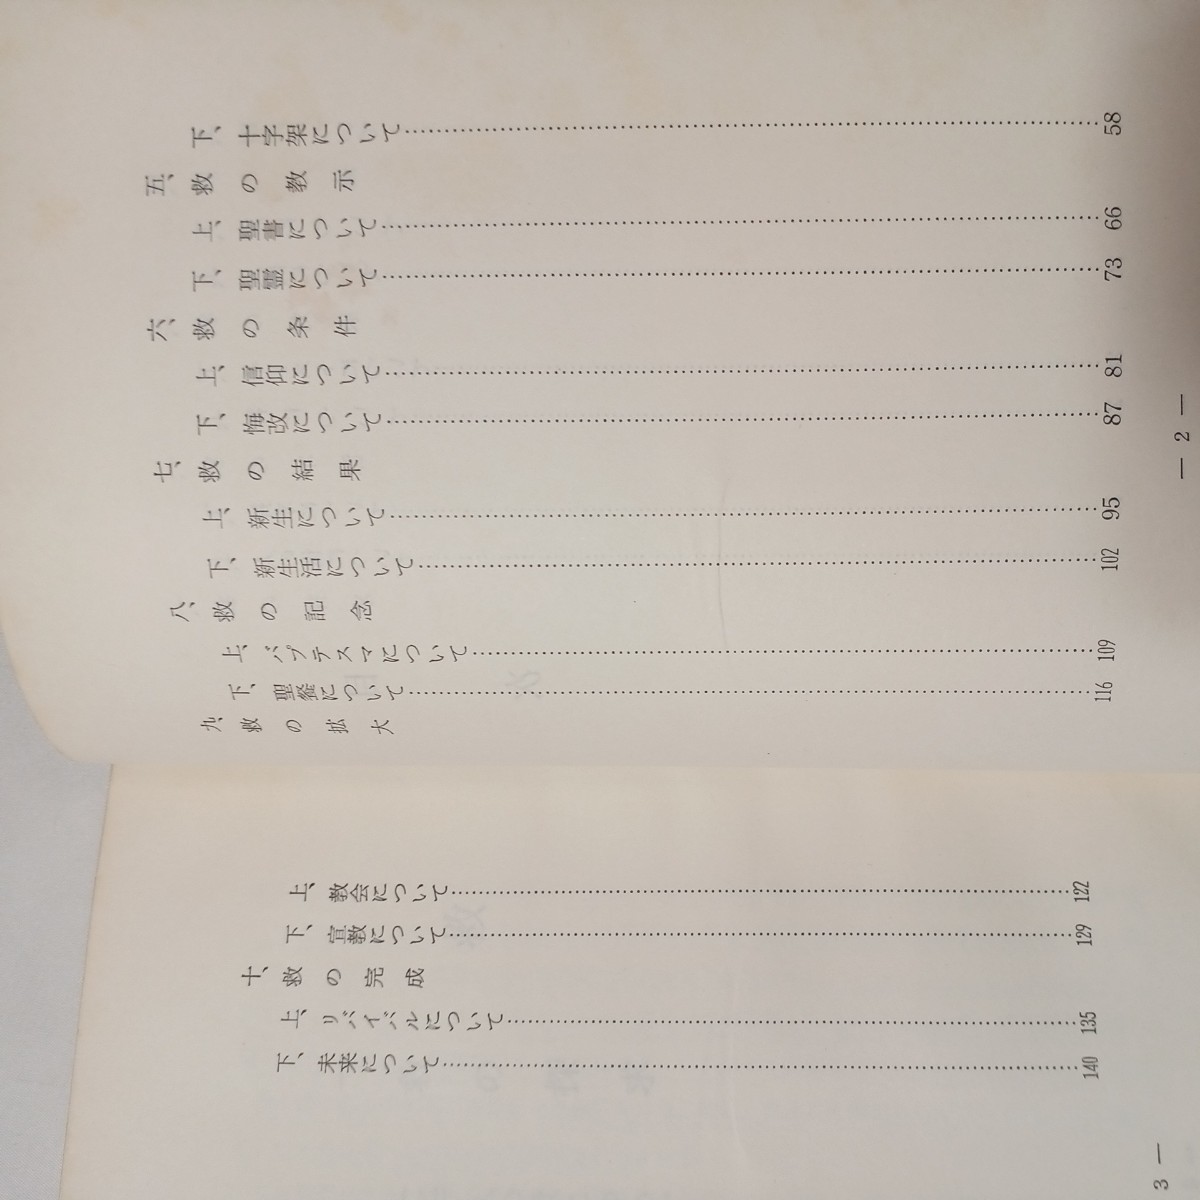 下、十字架について…………58
五、救の教示
上、聖書について…………66
下、聖霊について…………73
六、救の条件
上、信仰について…………81
下、悔改について…………87
七、救の結果
上、新生について…………95
下、新生活について…………102
八、救の記念
上、バプテスマについて…………109
下、聖餐について…………116
九、救の拡大
— 2 —
上、教会について…………122
下、宣教について…………129
十、救の完成
上、リバイバルについて…………135
下、未来について…………140
3 —